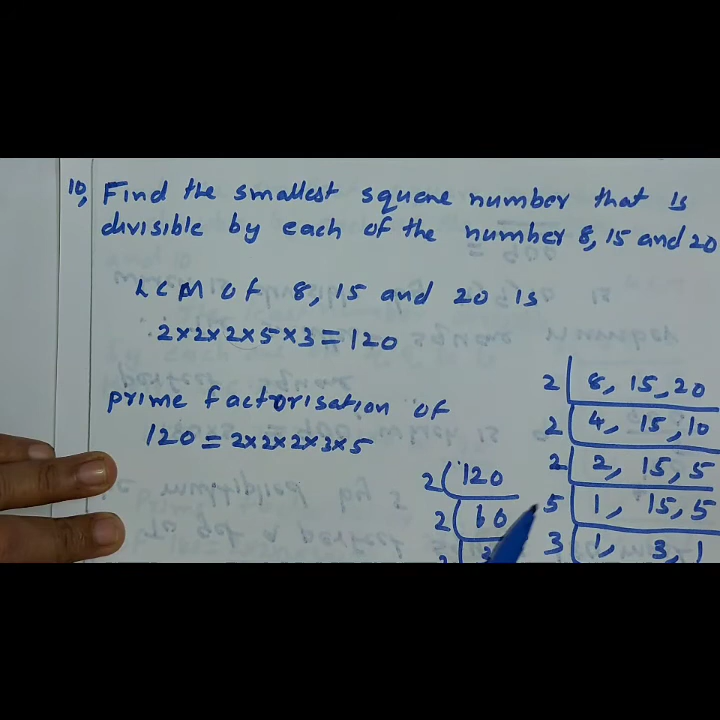 10, Find the smallest square number that is
divisible by each of the number 8, 15 and 20
LCM of 8, 15 and 20 is
2×2×2×5×3=120
prime factorisation of
120=2×2×2×3×5
2 120
2 60
2
2 8, 15, 20
2 4, 15, 10
2 2, 15, 5
5 1, 15, 5
3 1, 3, 1